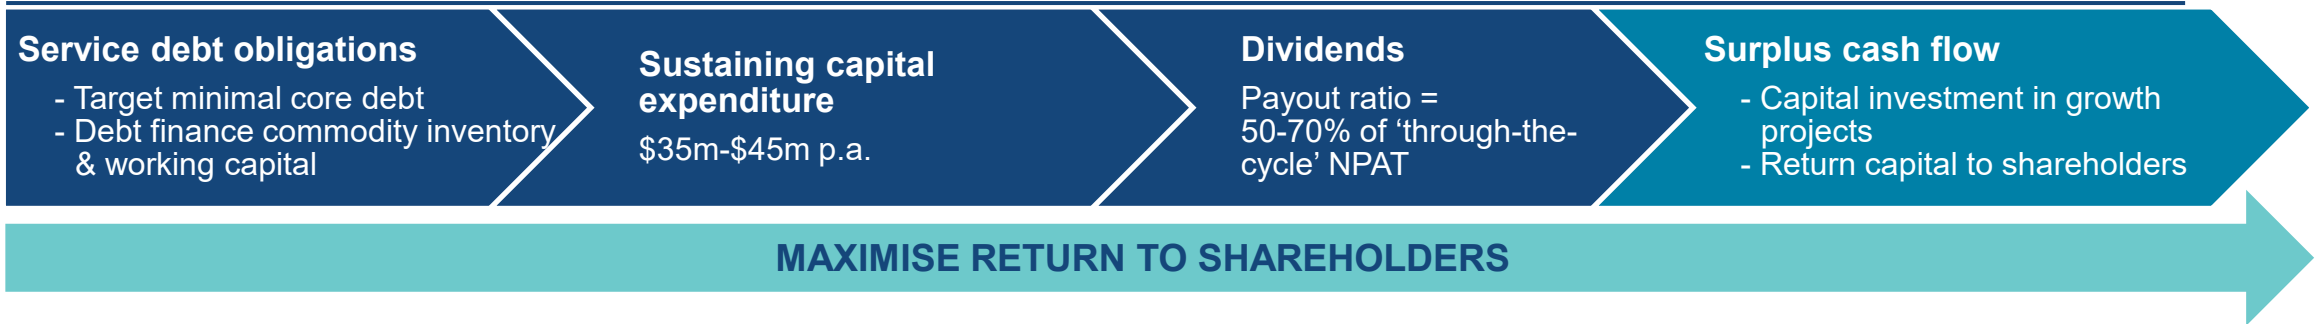 Service debt obligations
- Target minimal core debt
- Debt finance commodity inventory
& working capital
Sustaining capital
expenditure
$35m-$45m p.a.
Dividends
Payout ratio =
50-70% of ‘through-the-
cycle’ NPAT
Surplus cash flow
- Capital investment in growth
projects
- Return capital to shareholders
MAXIMISE RETURN TO SHAREHOLDERS